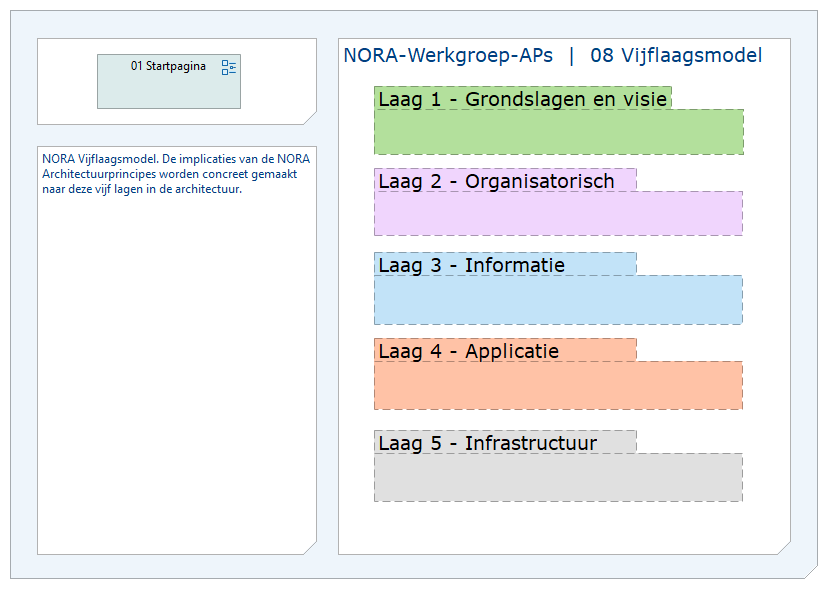 01 Startpagina
NORA Vijflaagsmodel. De implicaties van de NORA
Architectuurprincipes worden concreet gemaakt
naar deze vijf lagen in de architectuur.
NORA-Werkgroep-APs | 08 Vijflaagsmodel
Laag 1 - Grondslagen en visie
Laag 2 - Organisatorisch
Laag 3 - Informatie
Laag 4 - Applicatie
Laag 5 - Infrastructuur